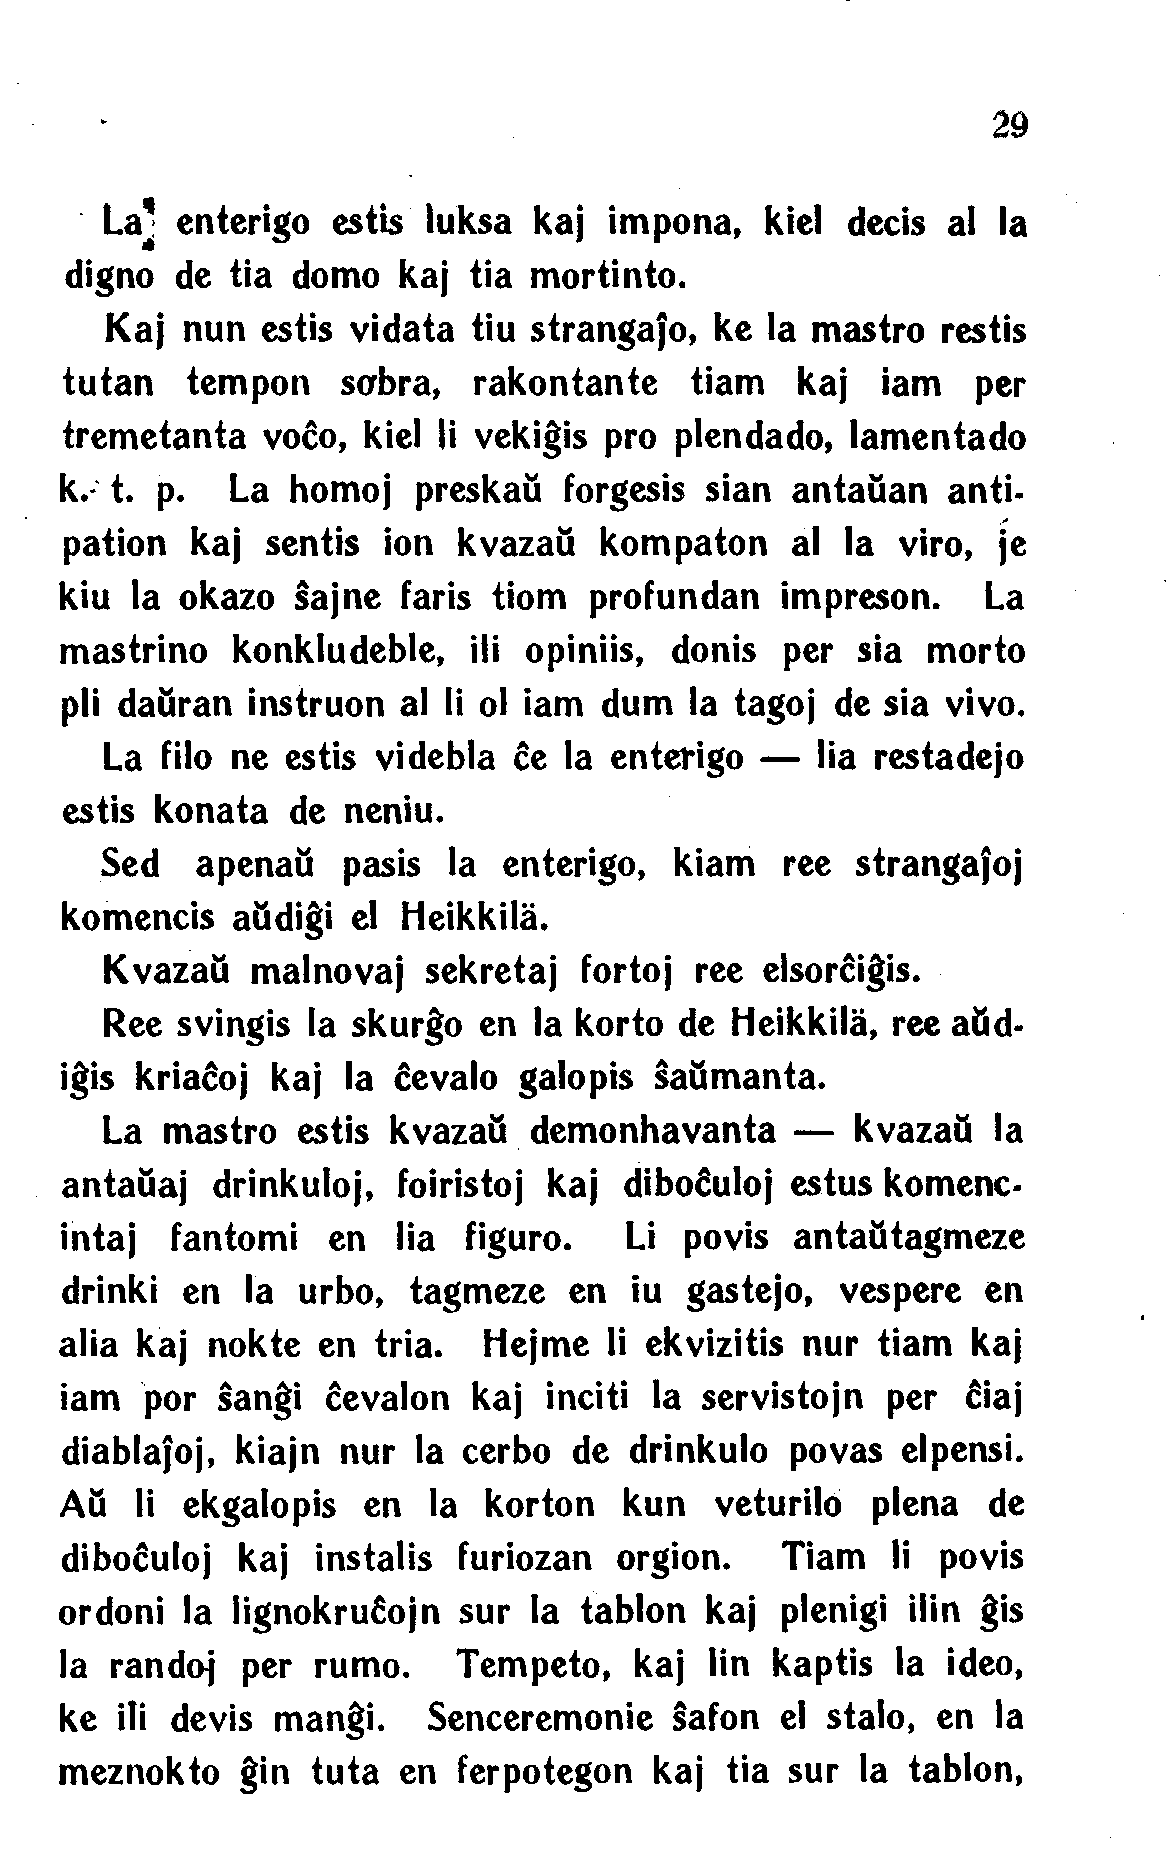 29
La enterigo estis luksa kaj impona, kiel decis al la
digno de tia domo kaj tia mortinto.
Kaj nun estis vidata tiu strangaĵo, ke la mastro restis
tutan tempon sobra, rakontante tiam kaj iam per
tremetanta voĉo, kiel li vekiĝis pro plendado, lamentado
k. t. p. La homoj preskaŭ forgesis sian antaŭan anti-
pation kaj sentis ion kvazaŭ kompaton al la viro, je
kiu la okazo ŝajne faris tiom profundan impreson. La
mastrino konkludeble, ili opiniis, donis per sia morto
pli daŭran instruon al li ol iam dum la tagoj de sia vivo.
La filo ne estis videbla ĉe la enterigo — lia restadejo
estis konata de neniu.
Sed apenaŭ pasis la enterigo, kiam ree strangaĵoj
komencis aŭdiĝi el Heikkilä.
Kvazaŭ malnovaj sekretaj fortoj ree elsorĉiĝis.
Ree svingis la skurĝo en la korto de Heikkilä, ree aŭd-
iĝis kriaĉoj kaj la ĉevalo galopis ŝaŭmanta.
La mastro estis kvazaŭ demonhavanta — kvazaŭ la
antaŭaj drinkuloj, foiristoj kaj diboĉuloj estus komenc-
intaj fantomi en lia figuro. Li povis antaŭtagmeze
drinki en la urbo, tagmeze en iu gastejo, vespere en
alia kaj nokte en tria. Hejme li ekvizitis nur tiam kaj
iam por ŝanĝi ĉevalon kaj inciti la servistojn per ĉiaj
diablaĵoj, kiajn nur la cerbo de drinkulo povas elpensi.
Aŭ li ekgalopis en la korton kun veturilo plena de
diboĉuloj kaj instalis furiozan orgion. Tiam li povis
ordoni la lignokruĉojn sur la tablon kaj plenigi ilin ĝis
la randoj per rumo. Tempeto, kaj lin kaptis la ideo,
ke ili devis manĝi. Senceremonie ŝafon el stalo, en la
meznokto ĝin tuta en ferpotegon kaj tia sur la tablon,